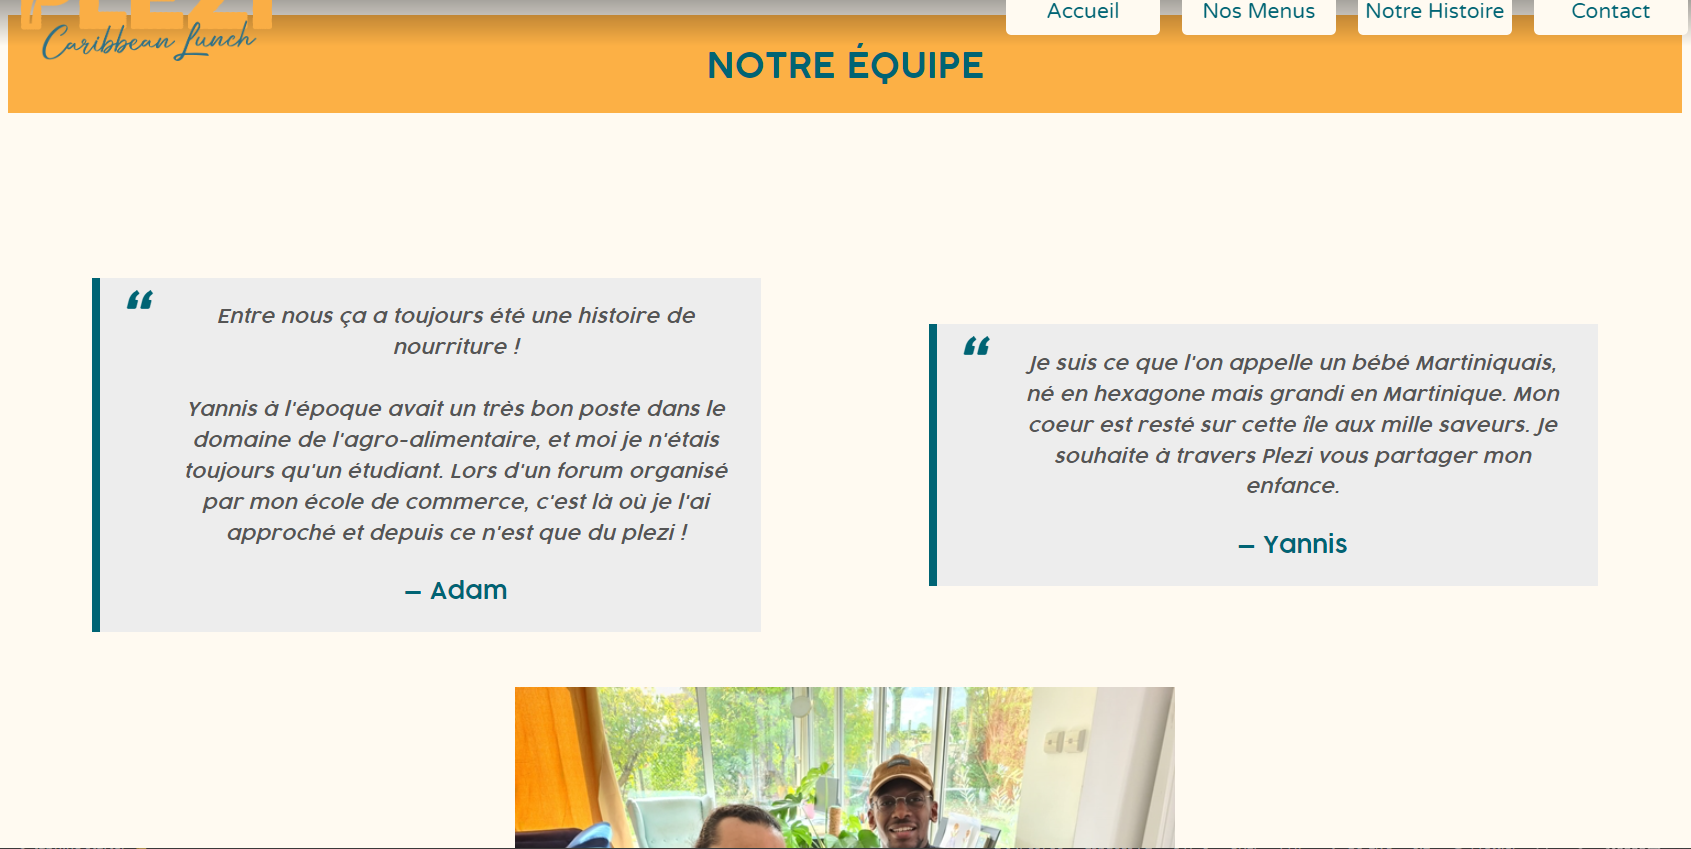 PLEZI
Caribbean Lunch
Accueil
Nos Menus
Notre Histoire
Contact
NOTRE ÉQUIPE
“
Entre nous ça a toujours été une histoire de
nourriture !
Yannis à l'époque avait un très bon poste dans le
domaine de l'agro-alimentaire, et moi je n'étais
toujours qu'un étudiant. Lors d'un forum organisé
par mon école de commerce, c'est là où je l'ai
approché et depuis ce n'est que du plezi !
— Adam
“
Je suis ce que l'on appelle un bébé Martiniquais,
né en hexagone mais grandi en Martinique. Mon
coeur est resté sur cette île aux mille saveurs. Je
souhaite à travers Plezi vous partager mon
enfance.
— Yannis